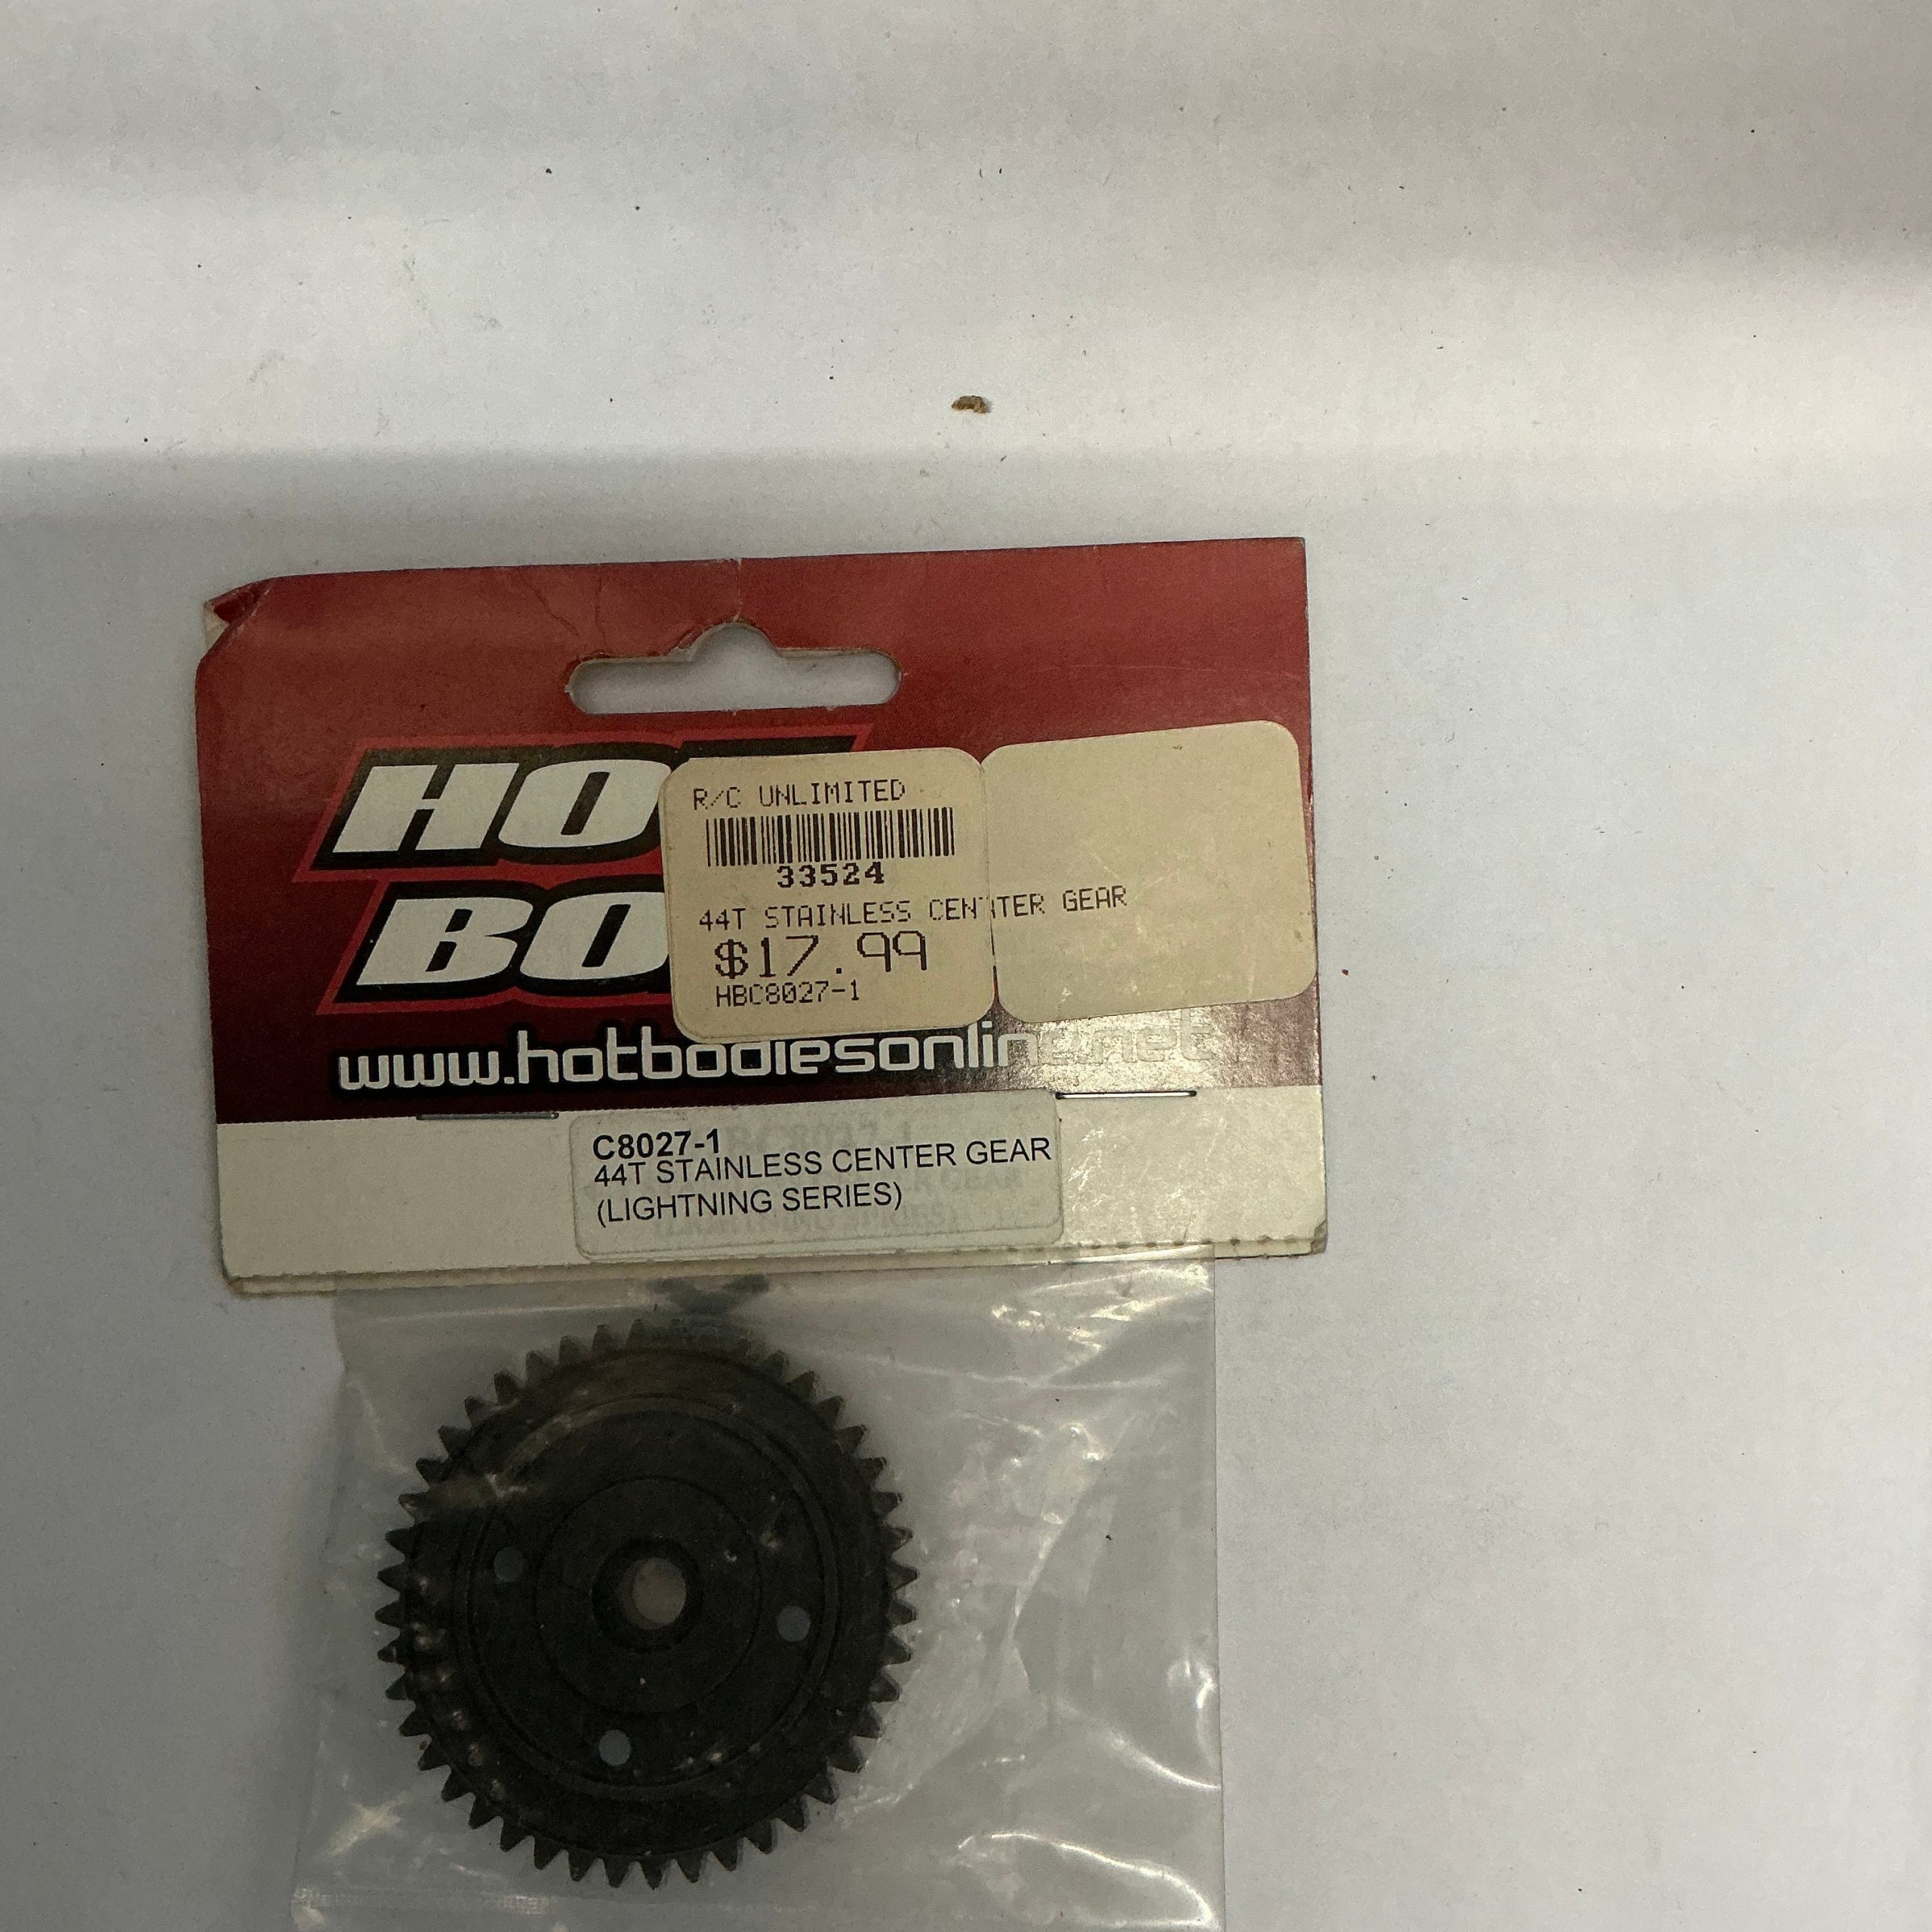 HO
BO
R/C UNLIMITED
33524
44T STAINLESS CENTER GEAR
$17.99
HBC8027-1
www.hotbodiesonline.net
C8027-1
44T STAINLESS CENTER GEAR
(LIGHTNING SERIES)